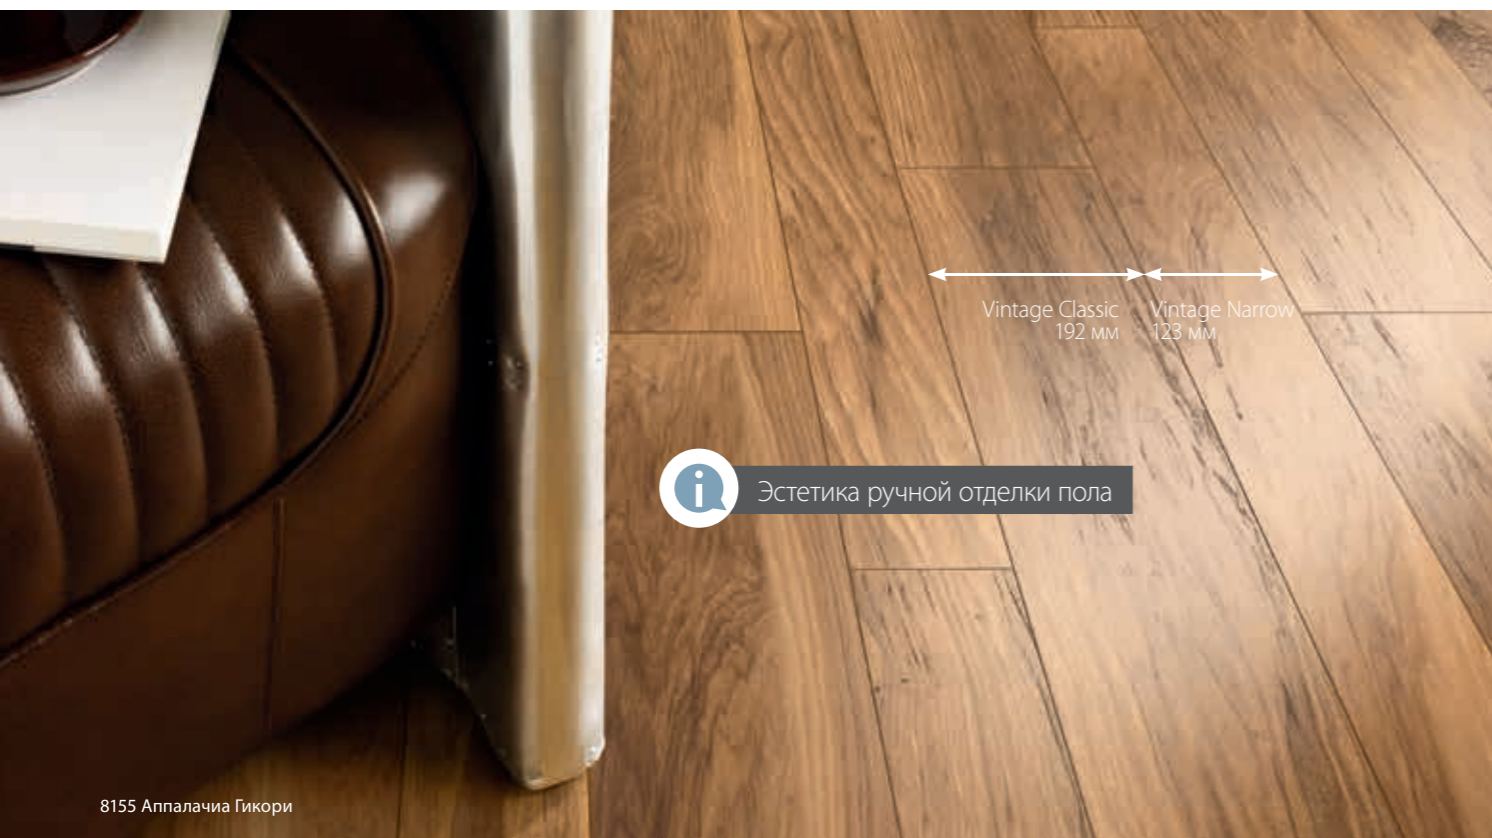 Vintage Classic
192 мм
Vintage Narrow
123 мм
i
Эстетика ручной отделки пола
8155 Аппалачиа Гикори